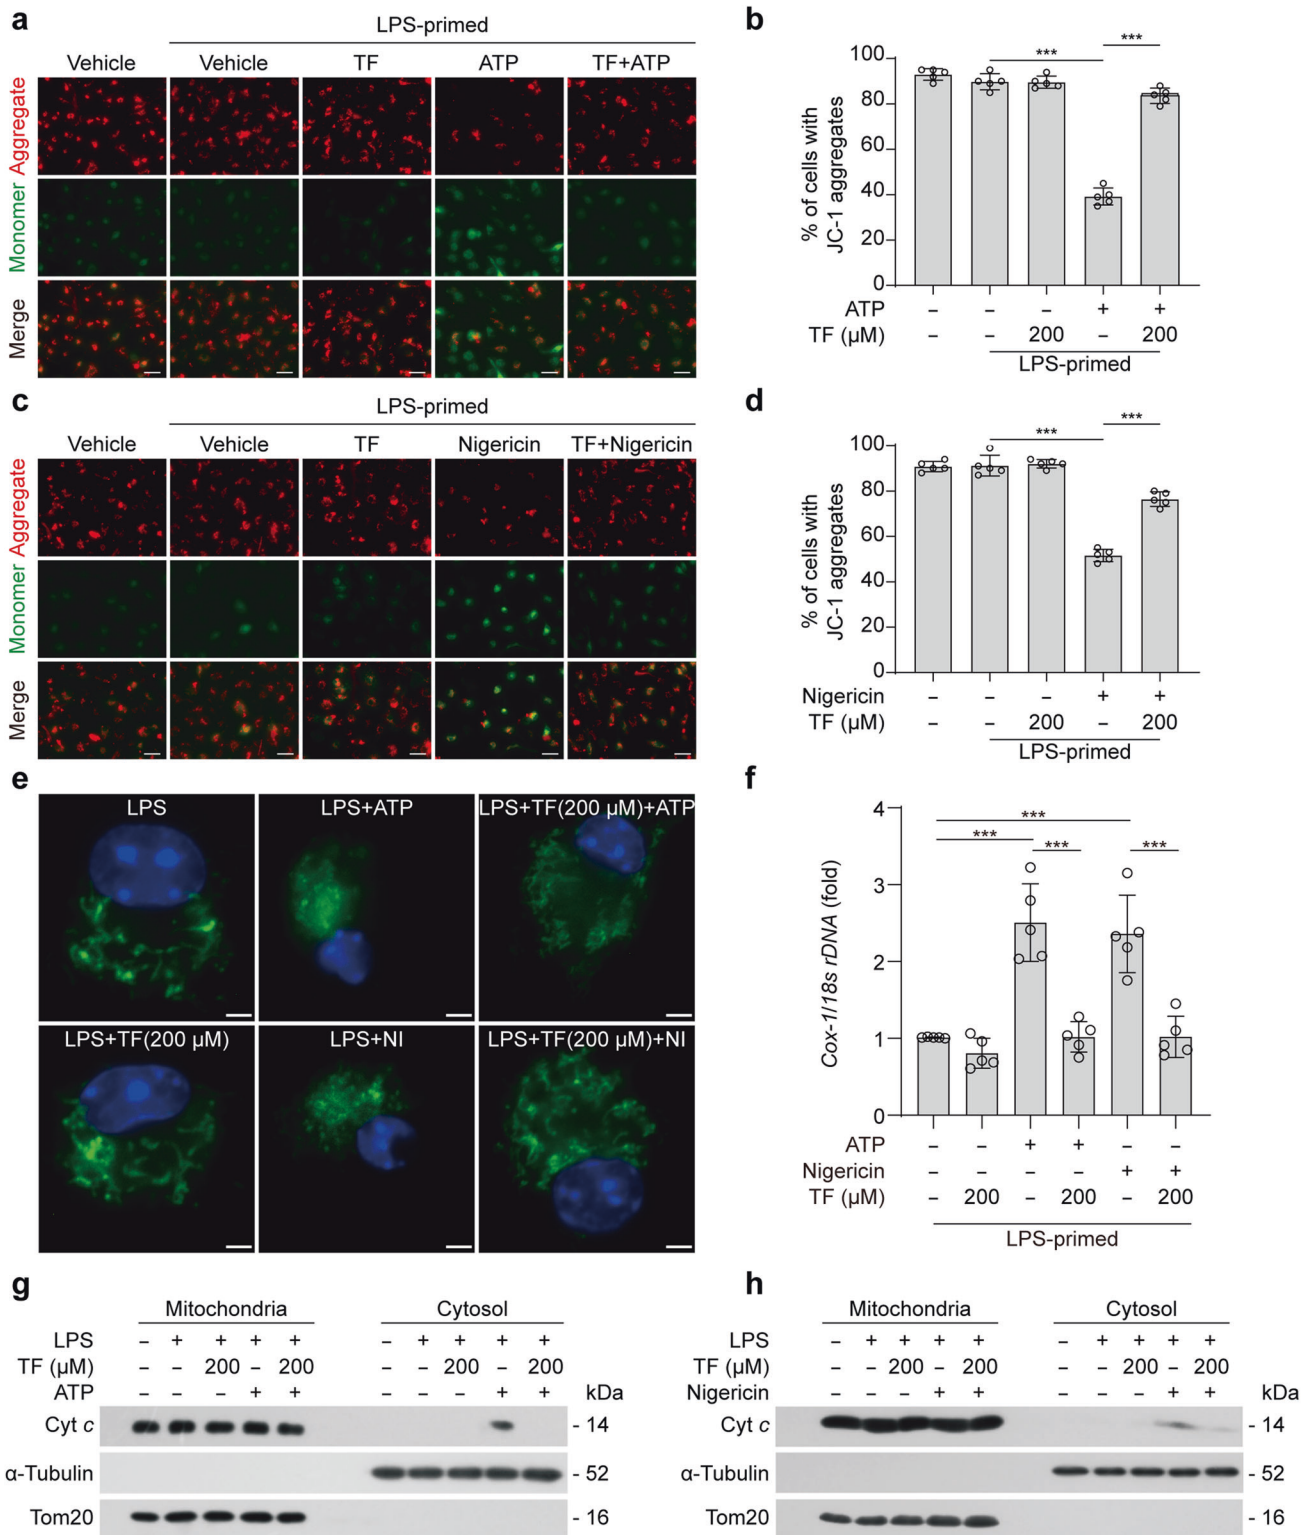 a
LPS-primed
Vehicle Vehicle TF ATP TF+ATP
Aggregate
Monomer
Merge
b
*** ***
% of cells with
JC-1 aggregates
100
80
60
40
20
0
ATP – – – + +
TF (µM) – – 200 – 200
LPS-primed
c
LPS-primed
Vehicle Vehicle TF Nigericin TF+Nigericin
Aggregate
Monomer
Merge
d
*** ***
% of cells with
JC-1 aggregates
100
80
60
40
20
0
Nigericin – – – + +
TF (µM) – – 200 – 200
LPS-primed
e
LPS LPS+ATP LPS+TF(200 µM)+ATP
LPS+TF(200 µM) LPS+NI LPS+TF(200 µM)+NI
f
***
*** *** ***
Cox-1/18s rDNA (fold)
4
3
2
1
0
ATP – – + + – –
Nigericin – – – – + +
TF (µM) – 200 – 200 – 200
LPS-primed
g
Mitochondria Cytosol
LPS – + + + + – + + + +
TF (µM) – – 200 – 200 – – 200 – 200
ATP – – – + + – – – + + kDa
Cyt c - 14
α-Tubulin - 52
Tom20 - 16
h
Mitochondria Cytosol
LPS – + + + + – + + + +
TF (µM) – – 200 – 200 – – 200 – 200
Nigericin – – – + + – – – + + kDa
Cyt c - 14
α-Tubulin - 52
Tom20 - 16